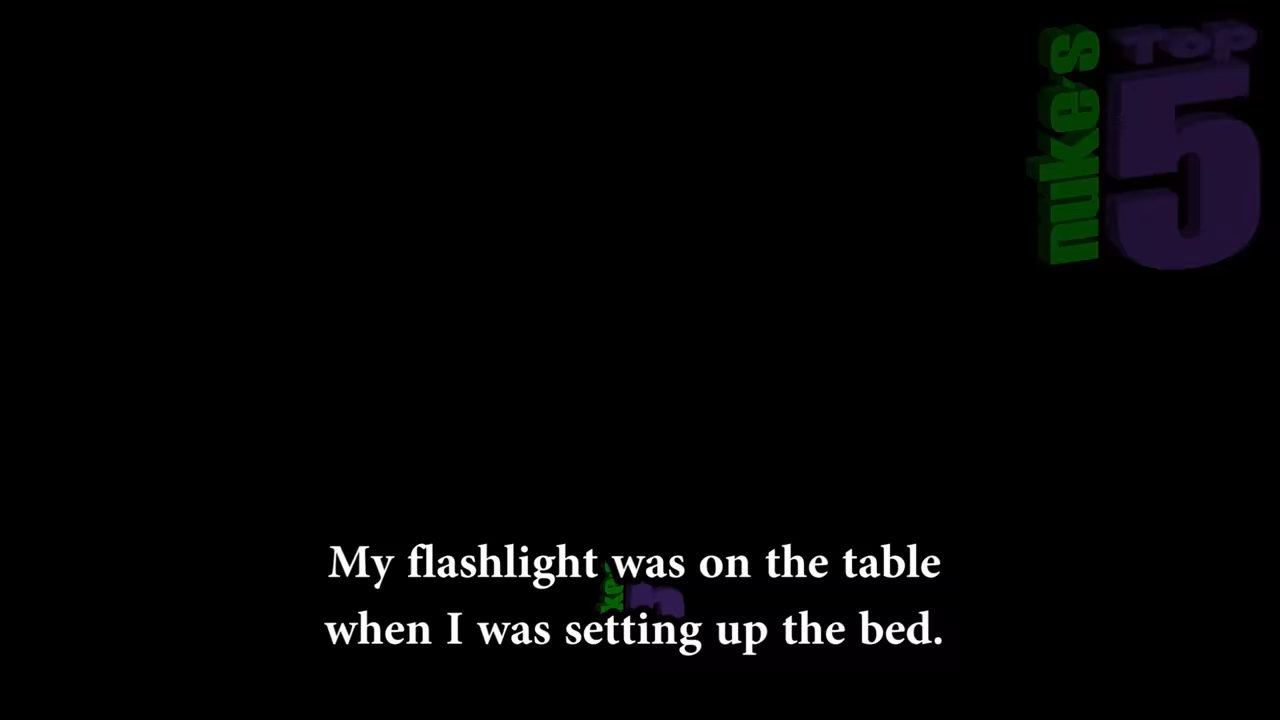 nuke's
Top
5
My flashlight was on the table
when I was setting up the bed.